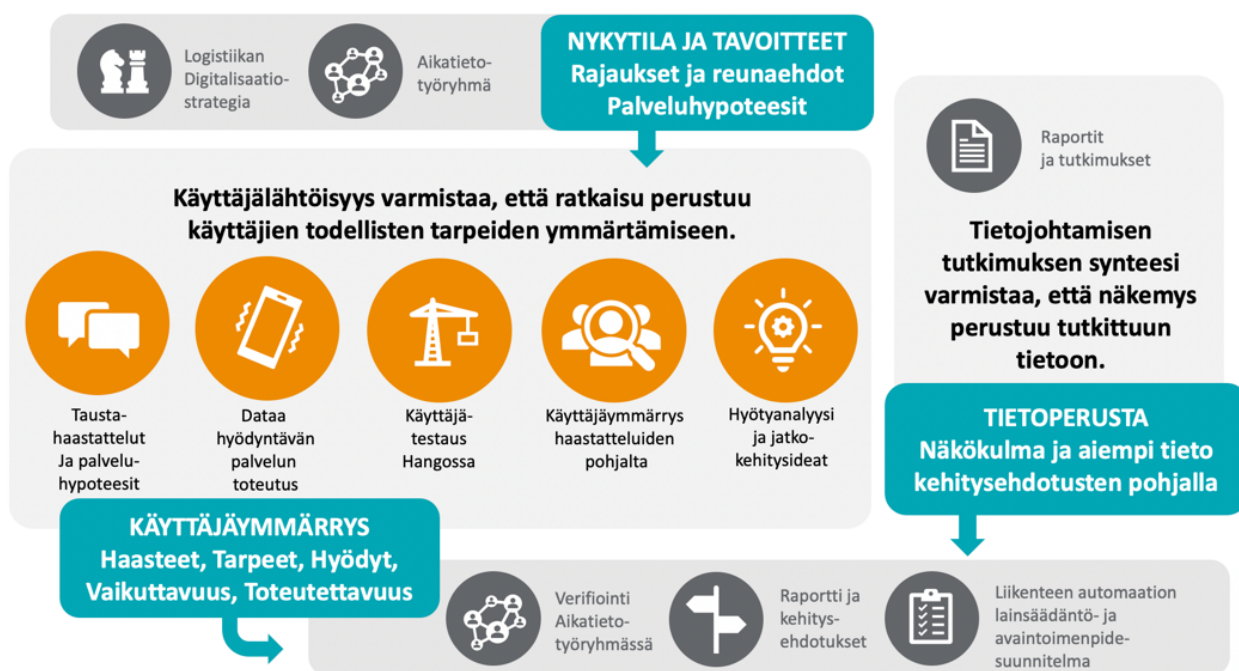 Logistiikan
Digitalisaatio-
strategia
Aikatieto-
työryhmä
NYKYTILA JA TAVOITTEET
Rajaukset ja reunaehdot
Palveluhypoteesit
Käyttäjälähtöisyys varmistaa, että ratkaisu perustuu
käyttäjien todellisten tarpeiden ymmärtämiseen.
Tausta-
haastattelut
Ja palvelu-
hypoteesit
Dataa
hyödyntävän
palvelun
toteutus
Käyttäjä-
testaus
Hangossa
Käyttäjäymmärrys
haastatteluiden
pohjalta
Hyötyanalyysi
ja jatko-
kehitysideat
Raportit
ja tutkimukset
Tietojohtamisen
tutkimuksen synteesi
varmistaa, että näkemys
perustuu tutkittuun
tietoon.
TIETOPERUSTA
Näkökulma ja aiempi tieto
kehitysehdotusten pohjalla
KÄYTTÄJÄYMMÄRRYS
Haasteet, Tarpeet, Hyödyt,
Vaikuttavuus, Toteutettavuus
Verifiointi
Aikatieto-
työryhmässä
Raportti ja
kehitys-
ehdotukset
Liikenteen automaation
lainsäädäntö- ja
avaintoimenpide-
suunnitelma